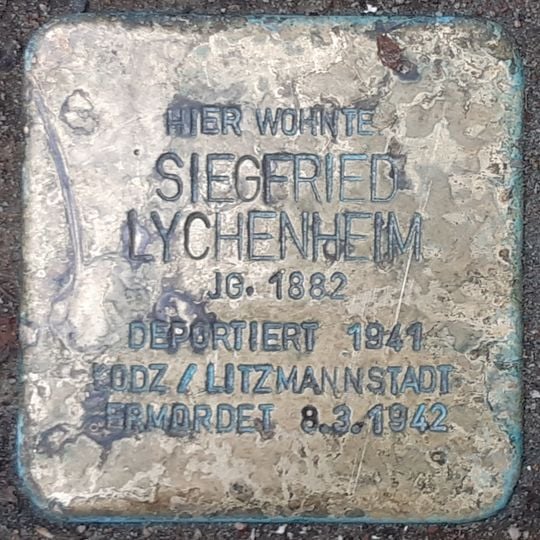 HIER WOHNTE
SIEGFRIED
LYCHENHEIM
JG. 1882
DEPORTIERT 1941
LODZ / LITZMANNSTADT
ERMORDET 8.3.1942